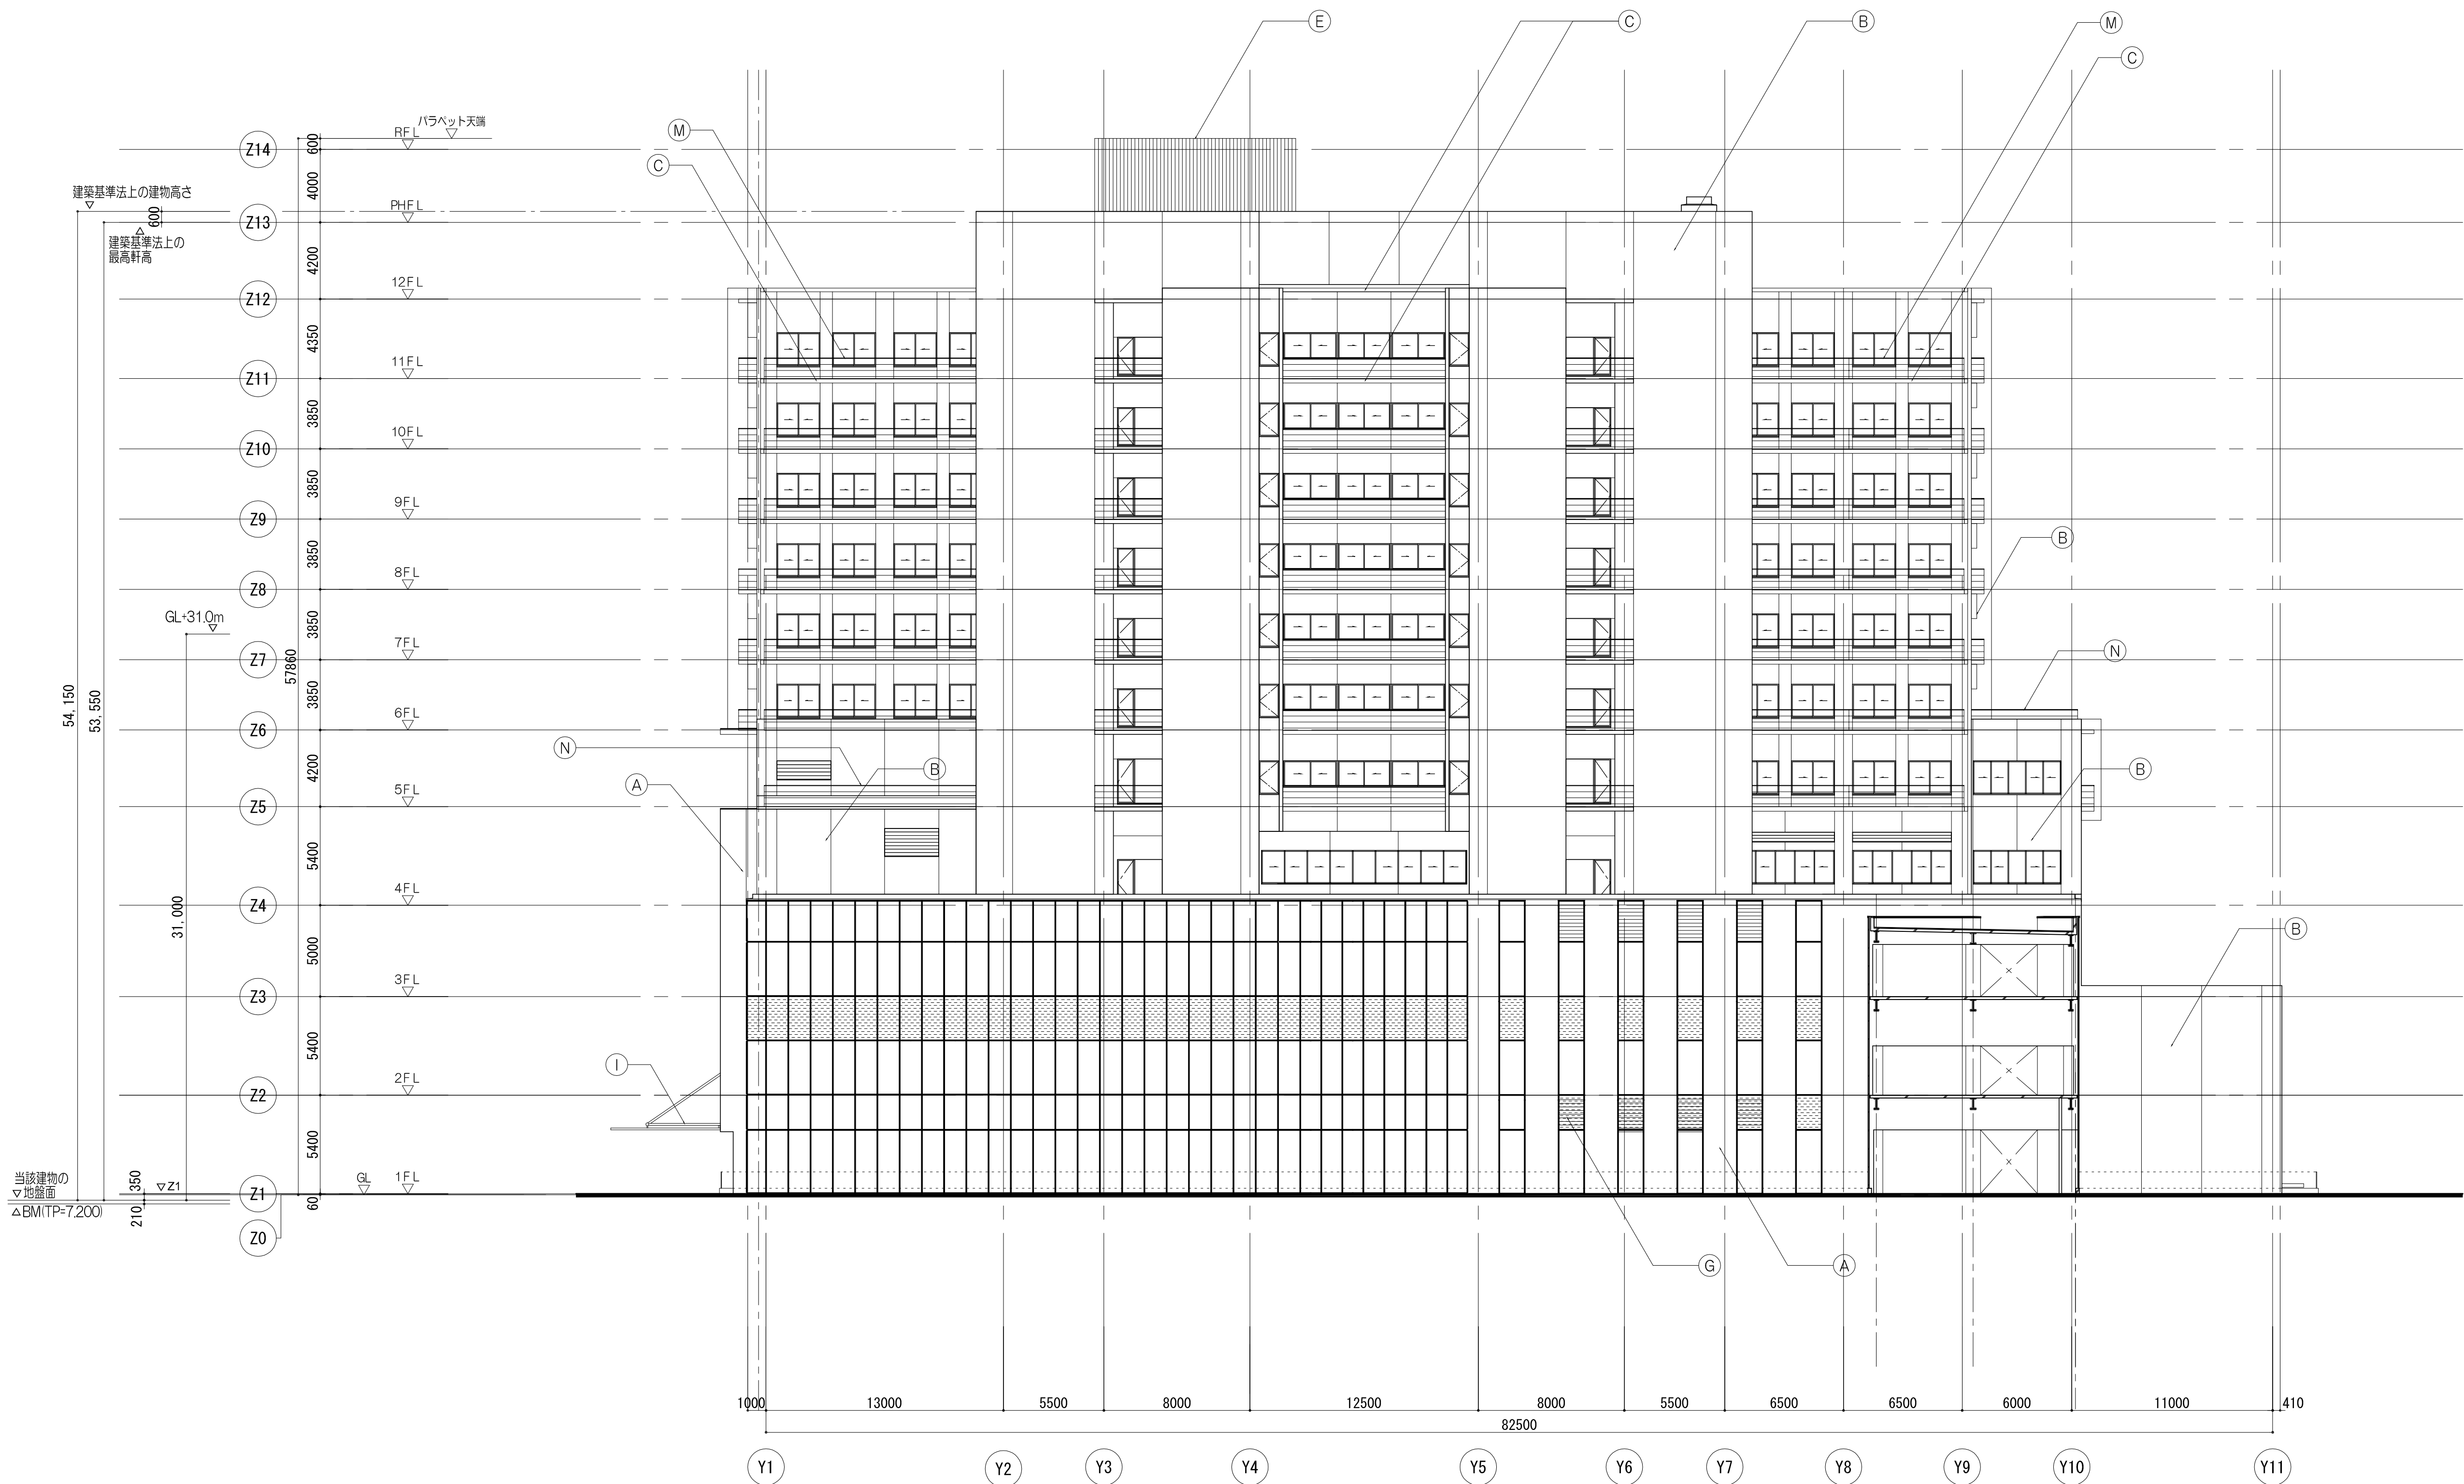 E
C
B
M
C
M
C
RFL
パラペット天端
Z14
600
4000
建築基準法上の建物高さ
PHFL
600
Z13
建築基準法上の
最高軒高
4200
12FL
Z12
4350
11FL
Z11
3850
10FL
Z10
3850
9FL
Z9
3850
B
8FL
Z8
GL+31.0m
3850
7FL
Z7
57860
N
3850
54,150
53,550
6FL
Z6
N
4200
B
B
A
5FL
Z5
5400
4FL
Z4
31,000
B
5000
3FL
Z3
5400
I
2FL
Z2
5400
当該建物の
地盤面
350
Z1
Z1
GL
1FL
60
BM(TP=7,200)
210
Z0
G
A
1000
13000
5500
8000
12500
8000
5500
6500
6500
6000
11000
410
82500
Y1
Y2
Y3
Y4
Y5
Y6
Y7
Y8
Y9
Y10
Y11